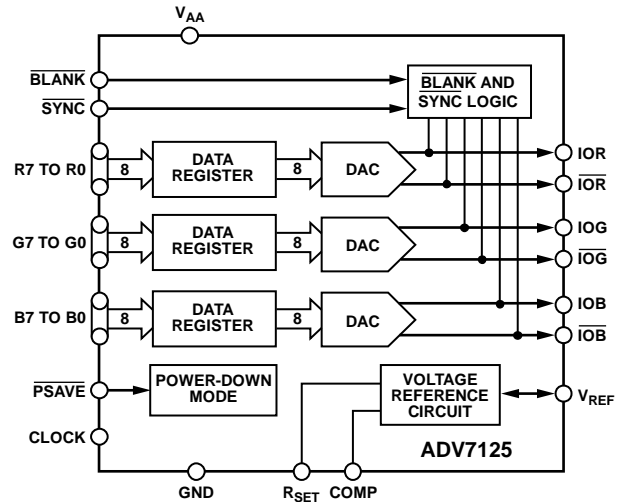 VAA
BLANK
SYNC
BLANK AND
SYNC LOGIC
R7 TO R0
8
DATA
REGISTER
8
DAC
IOR
IOR
G7 TO G0
8
DATA
REGISTER
8
DAC
IOG
IOG
B7 TO B0
8
DATA
REGISTER
8
DAC
IOB
IOB
PSAVE
POWER-DOWN
MODE
VOLTAGE
REFERENCE
CIRCUIT
VREF
CLOCK
ADV7125
GND
RSET
COMP